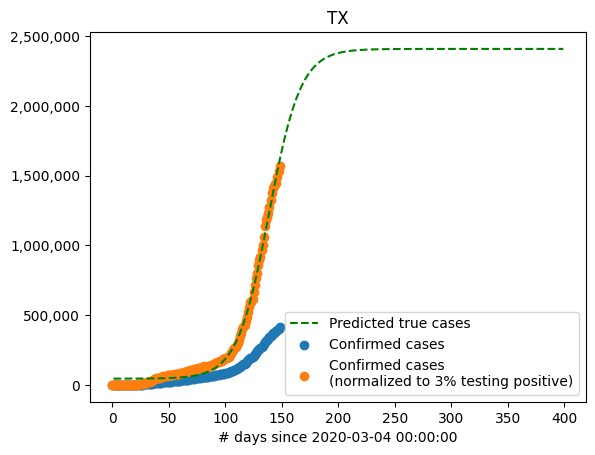 TX
2,500,000
2,000,000
1,500,000
1,000,000
500,000
0
Predicted true cases
Confirmed cases
Confirmed cases
(normalized to 3% testing positive)
0 50 100 150 200 250 300 350 400
# days since 2020-03-04 00:00:00